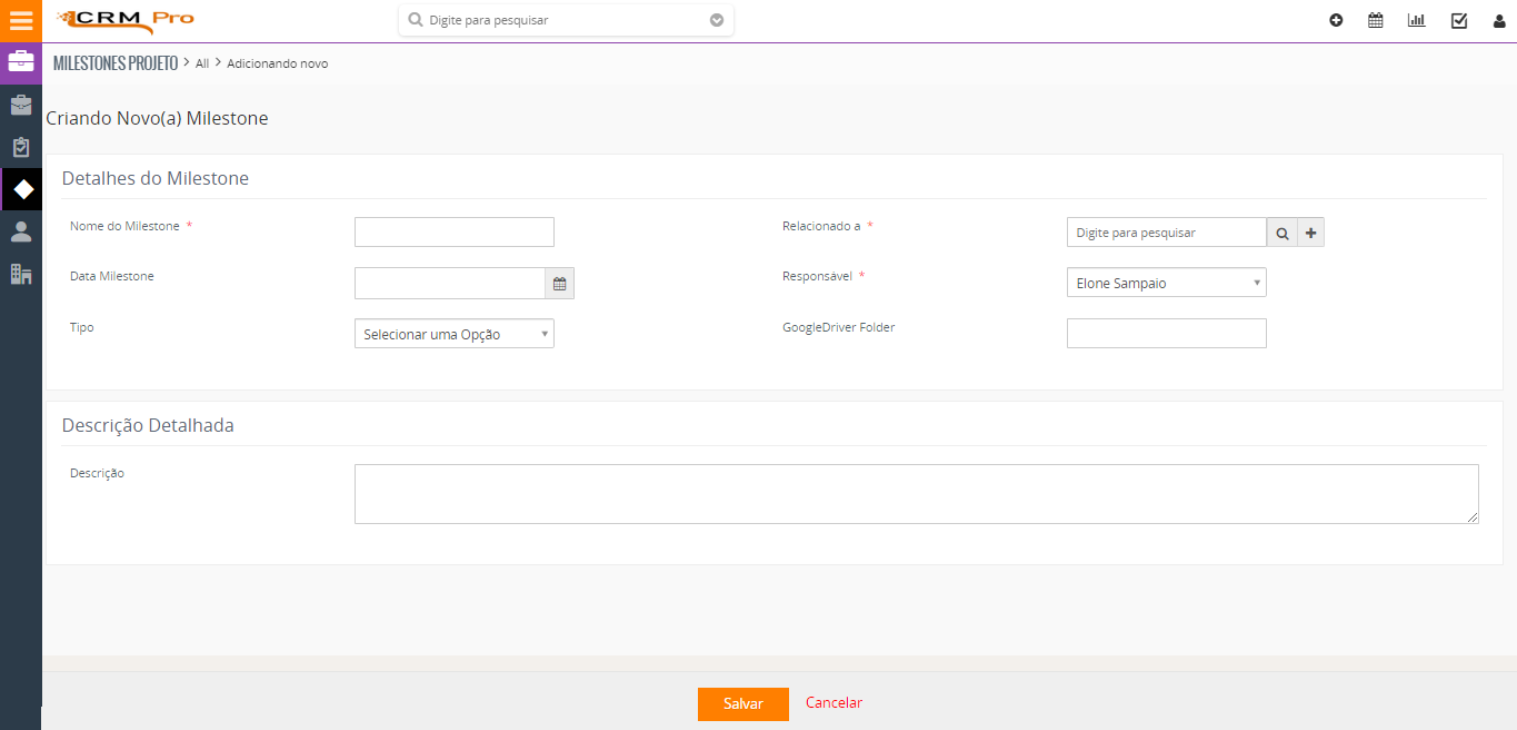 CRM Pro
Digite para pesquisar
MILESTONES PROJETO > All > Adicionando novo
Criando Novo(a) Milestone
Detalhes do Milestone
Nome do Milestone *
Relacionado a *
Digite para pesquisar
Data Milestone
Responsável *
Elone Sampaio
Tipo
Selecionar uma Opção
GoogleDriver Folder
Descrição Detalhada
Descrição
Salvar
Cancelar